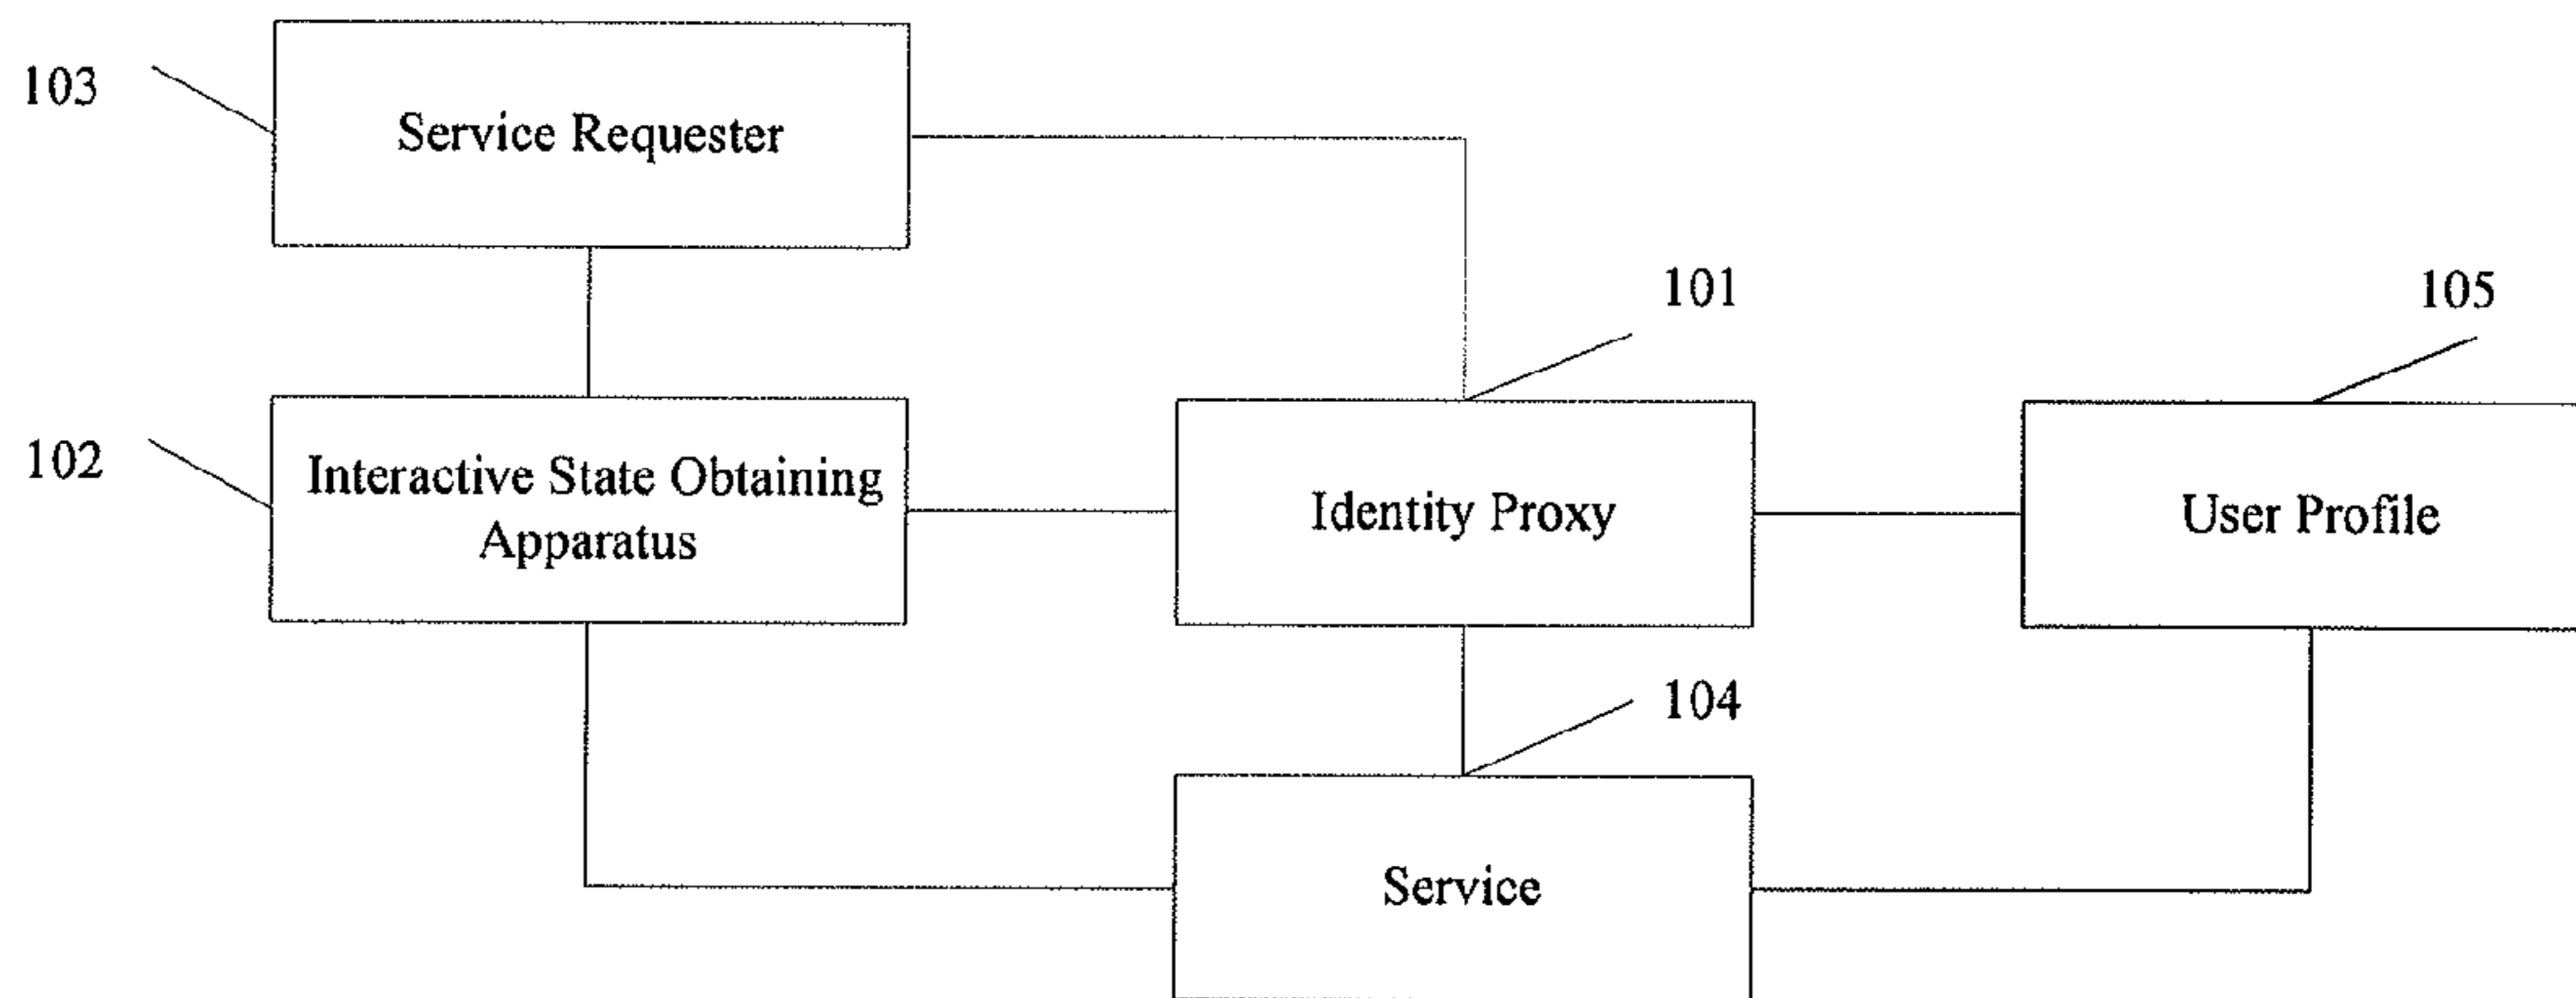 103
Service Requester
101
105
102
Interactive State Obtaining
Apparatus
Identity Proxy
User Profile
104
Service